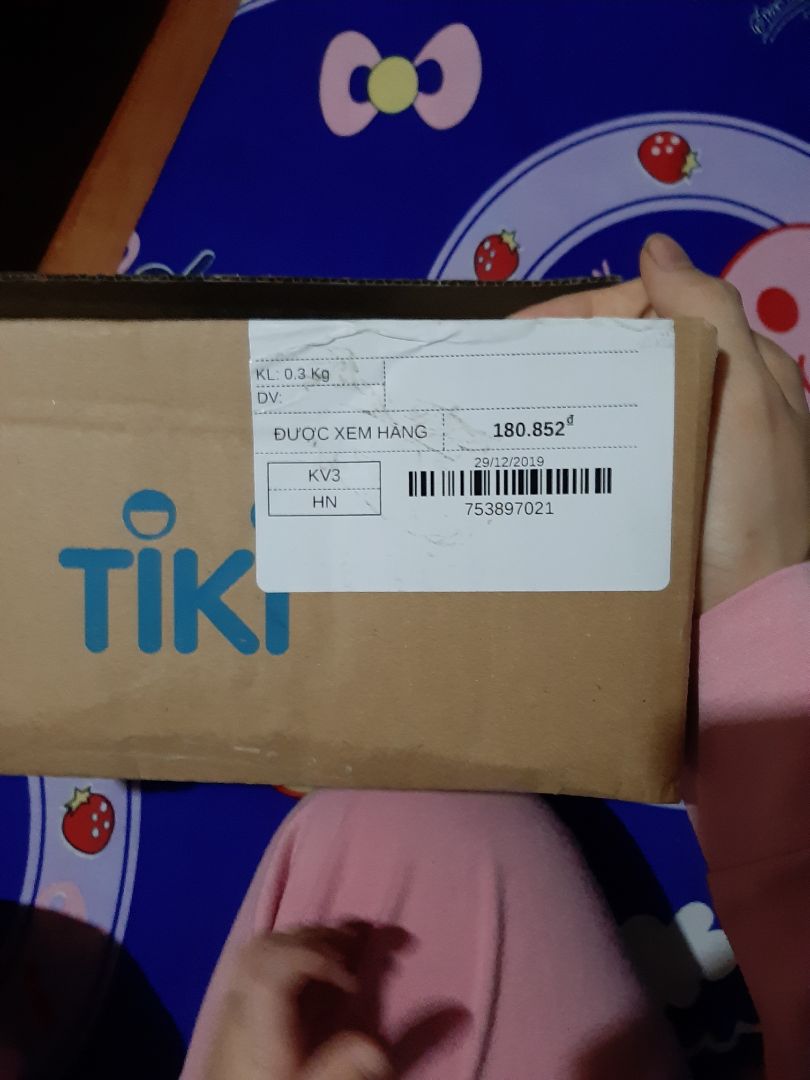 KL: 0.3 Kg
DV:
ĐƯỢC XEM HÀNG
180.852đ
29/12/2019
KV3
HN
753897021
TIKI